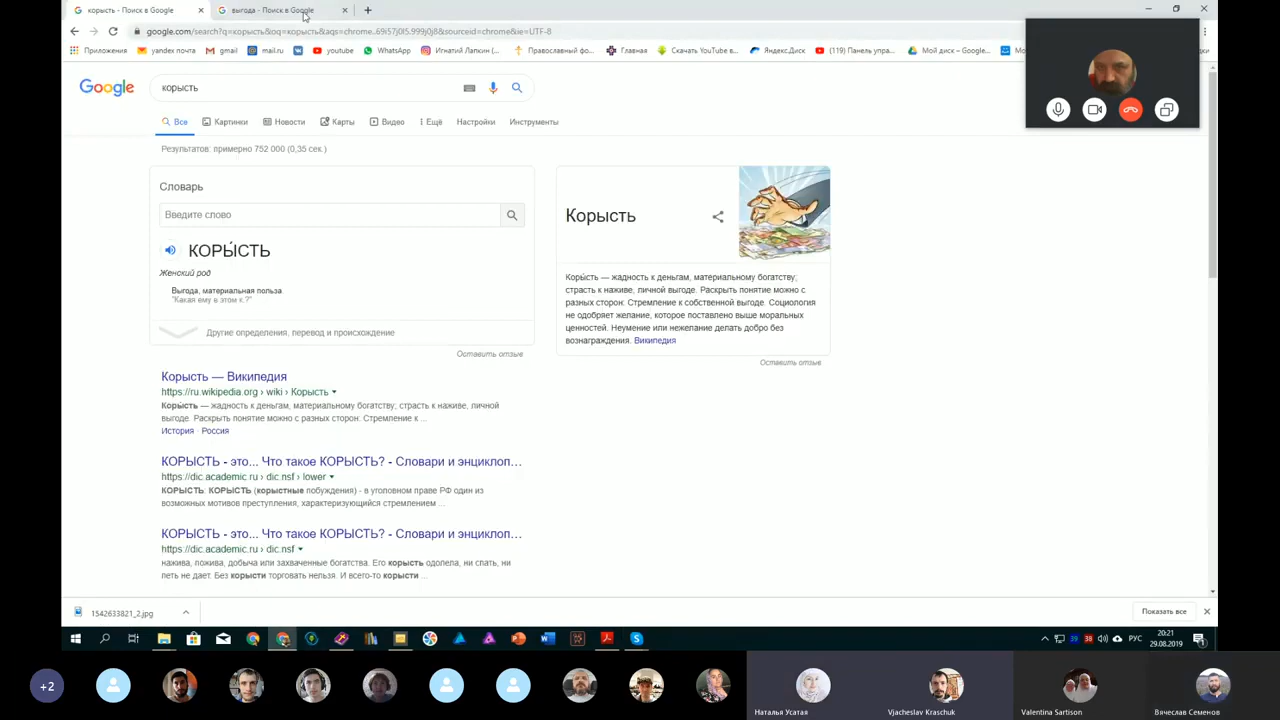 корысть - Поиск в Google
выгода - Поиск в Google
google.com/search?q=корысть&oq=корысть&aqs=chrome..69i57j0l5.999j0j8&sourceid=chrome&ie=UTF-8
Приложения
yandex почта
gmail
mail.ru
youtube
WhatsApp
Игнатий Лапкин (...
Православный фо...
Главная
Скачать YouTube в...
Яндекс.Диск
(119) Панель упра...
Мой диск – Google...
Google
корысть
Все
Картинки
Новости
Карты
Видео
Ещё
Настройки
Инструменты
Результатов: примерно 752 000 (0,35 сек.)
Словарь
Введите слово
КОРЫ́СТЬ
Женский род
Выгода, материальная польза.
"Какая ему в этом к.?"
Другие определения, перевод и происхождение
Оставить отзыв
Корысть
Коры́сть — жадность к деньгам, материальному богатству;
страсть к наживе, личной выгоде. Раскрыть понятие можно с
разных сторон: Стремление к собственной выгоде. Социология
не одобряет желание, которое поставлено выше моральных
ценностей. Неумение или нежелание делать добро без
вознаграждения. Википедия
Оставить отзыв
Корысть — Википедия
https://ru.wikipedia.org › wiki › Корысть
Коры́сть — жадность к деньгам, материальному богатству; страсть к наживе, личной
выгоде. Раскрыть понятие можно с разных сторон: Стремление к ...
История · Россия
КОРЫСТЬ - это... Что такое КОРЫСТЬ? - Словари и энциклоп...
https://dic.academic.ru › dic.nsf › lower
КОРЫСТЬ. КОРЫСТЬ (корыстные побуждения) - в уголовном праве РФ один из
возможных мотивов преступления, характеризующийся стремлением ...
КОРЫСТЬ - это... Что такое КОРЫСТЬ? - Словари и энциклоп...
https://dic.academic.ru › dic.nsf
нажива, пожива, добыча или захваченные богатства. Его корысть одолела, ни спать, ни
петь не дает. Без корысти торговать нельзя. И всего-то корысти ...
1542633821_2.jpg
Показать все
39
38
РУС
20:21
29.08.2019
+2
Наталья Усатая
Vjacheslav Kraschuk
Valentina Sartison
Вячеслав Семенов